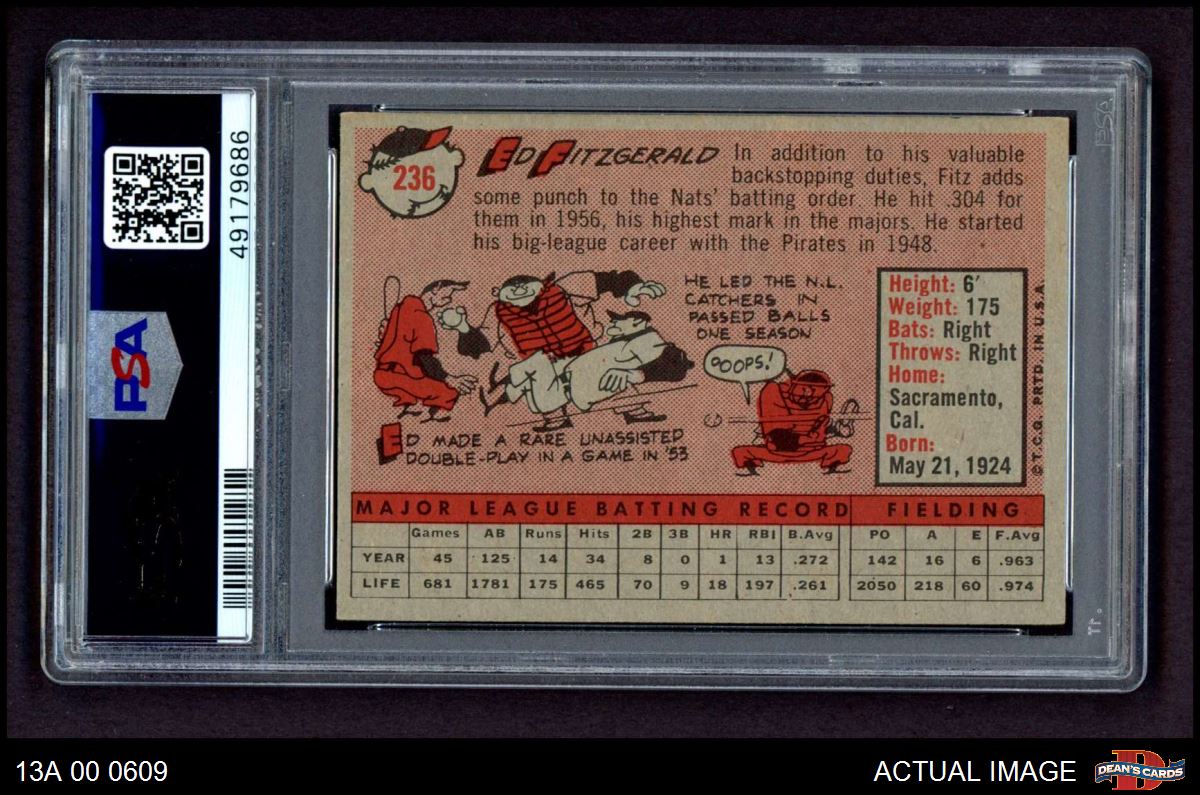 49179686
PSA
236
ED FITZGERALD In addition to his valuable
backstopping duties, Fitz adds
some punch to the Nats' batting order. He hit .304 for
them in 1956, his highest mark in the majors. He started
his big-league career with the Pirates in 1948.
HE LED THE N.L.
CATCHERS IN
PASSED BALLS
ONE SEASON
OOPS!
ED MADE A RARE UNASSISTED
DOUBLE-PLAY IN A GAME IN '53
Height: 6'
Weight: 175
Bats: Right
Throws: Right
Home:
Sacramento,
Cal.
Born:
May 21, 1924
©T.C.G. PRTD. IN U.S.A.
MAJOR LEAGUE BATTING RECORD FIELDING
Games AB Runs Hits 2B 3B HR RBI B.Avg PO A E F.Avg
YEAR 45 125 14 34 8 0 1 13 .272 142 16 6 .963
LIFE 681 1781 175 465 70 9 18 197 .261 2050 218 60 .974
13A 00 0609
ACTUAL IMAGE
DEAN'S CARDS